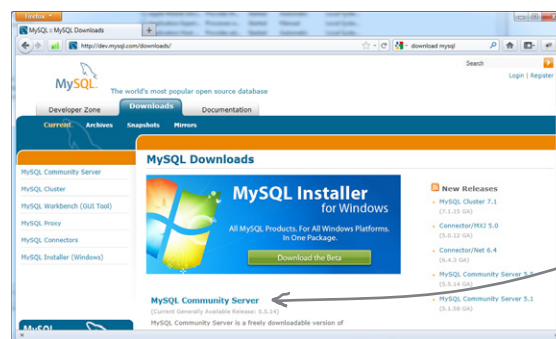 Firefox
MySQL :: MySQL Downloads
http://dev.mysql.com/downloads/
download mysql
Search
Login | Register
MySQL
The world's most popular open source database
Developer Zone
Downloads
Documentation
Current
Archives
Snapshots
Mirrors
MySQL Community Server
MySQL Cluster
MySQL Workbench (GUI Tool)
MySQL Proxy
MySQL Connectors
MySQL Installer (Windows)
MySQL Downloads
MySQL Installer
for Windows
All MySQL Products. For All Windows Platforms.
In One Package.
Download the Beta
New Releases
MySQL Cluster 7.1
(7.1.15 GA)
Connector/MXJ 5.0
(5.0.12 GA)
Connector/Net 6.4
(6.4.3 GA)
MySQL Community Server
(5.5.14 GA)
MySQL Community Server 5.1
(5.1.58 GA)
MySQL Community Server
(Current Generally Available Release: 5.5.14)
MySQL Community Server is a freely downloadable version of